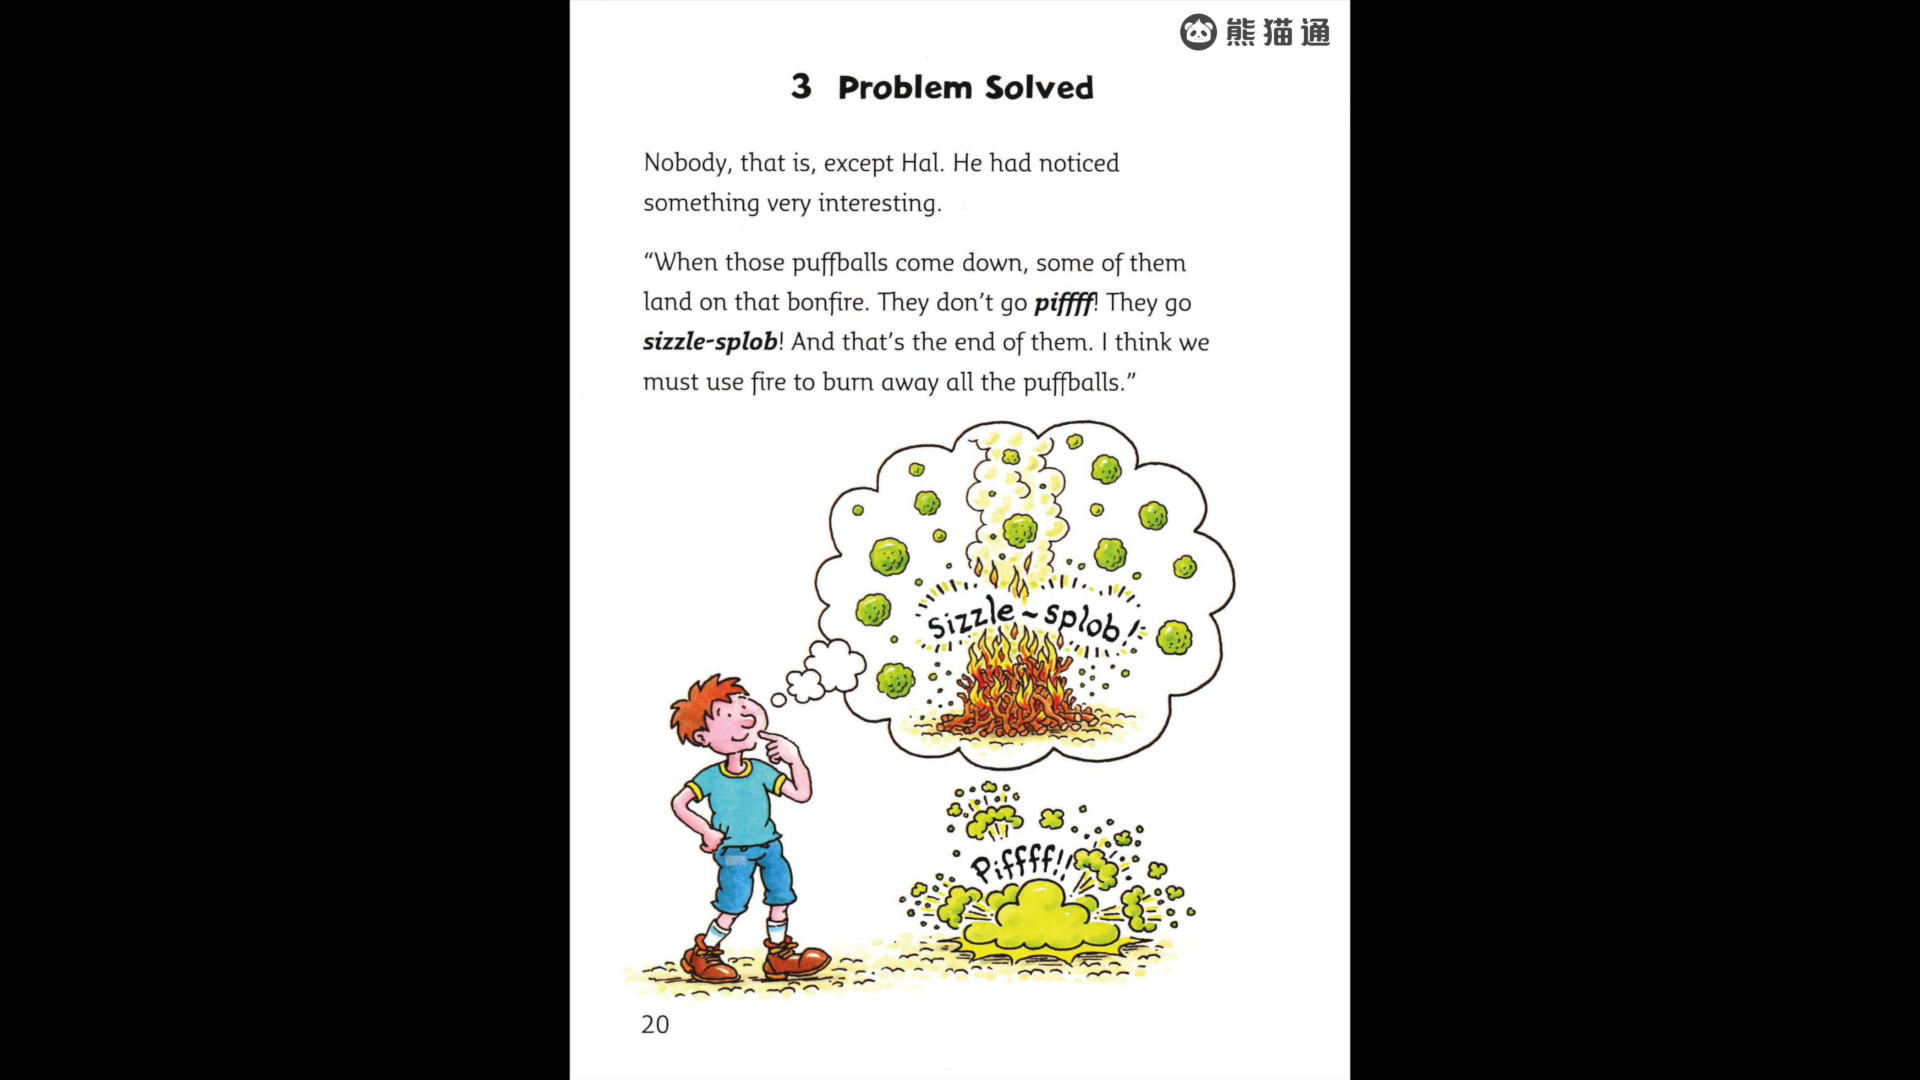 熊猫通
3 Problem Solved
Nobody, that is, except Hal. He had noticed
something very interesting.
“When those puffballs come down, some of them
land on that bonfire. They don’t go piffff! They go
sizzle-splob! And that’s the end of them. I think we
must use fire to burn away all the puffballs.”
Sizzle~splob!
Piffff!!
20